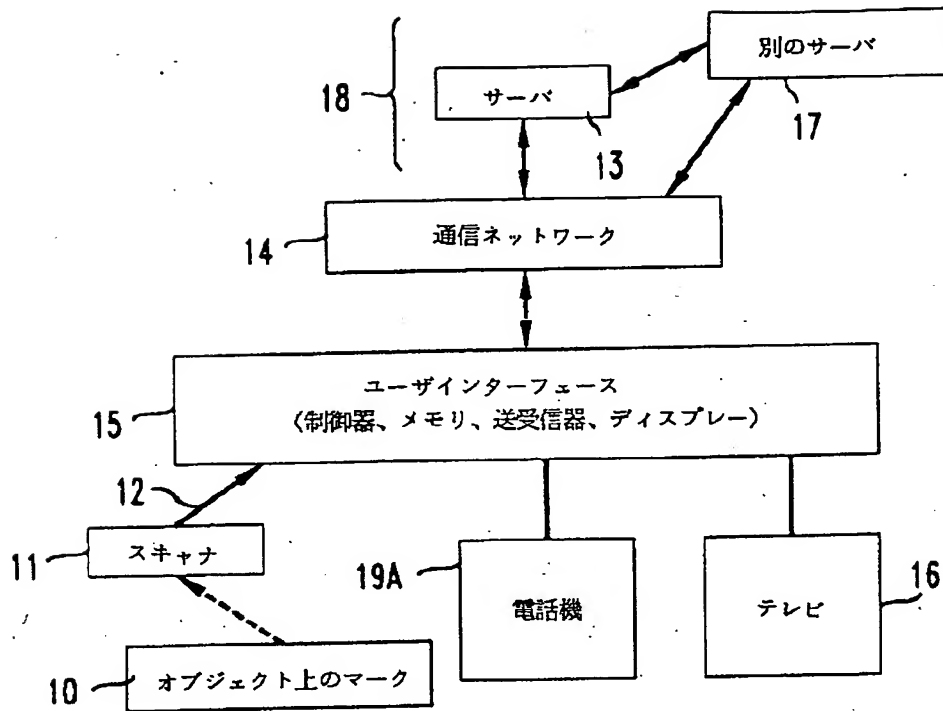 別のサーバ
サーバ
18
17
13
通信ネットワーク
14
ユーザインターフェース
(制御器、メモリ、送受信器、ディスプレー)
15
12
スキャナ
11
19A
電話機
テレビ
16
オブジェクト上のマーク
10